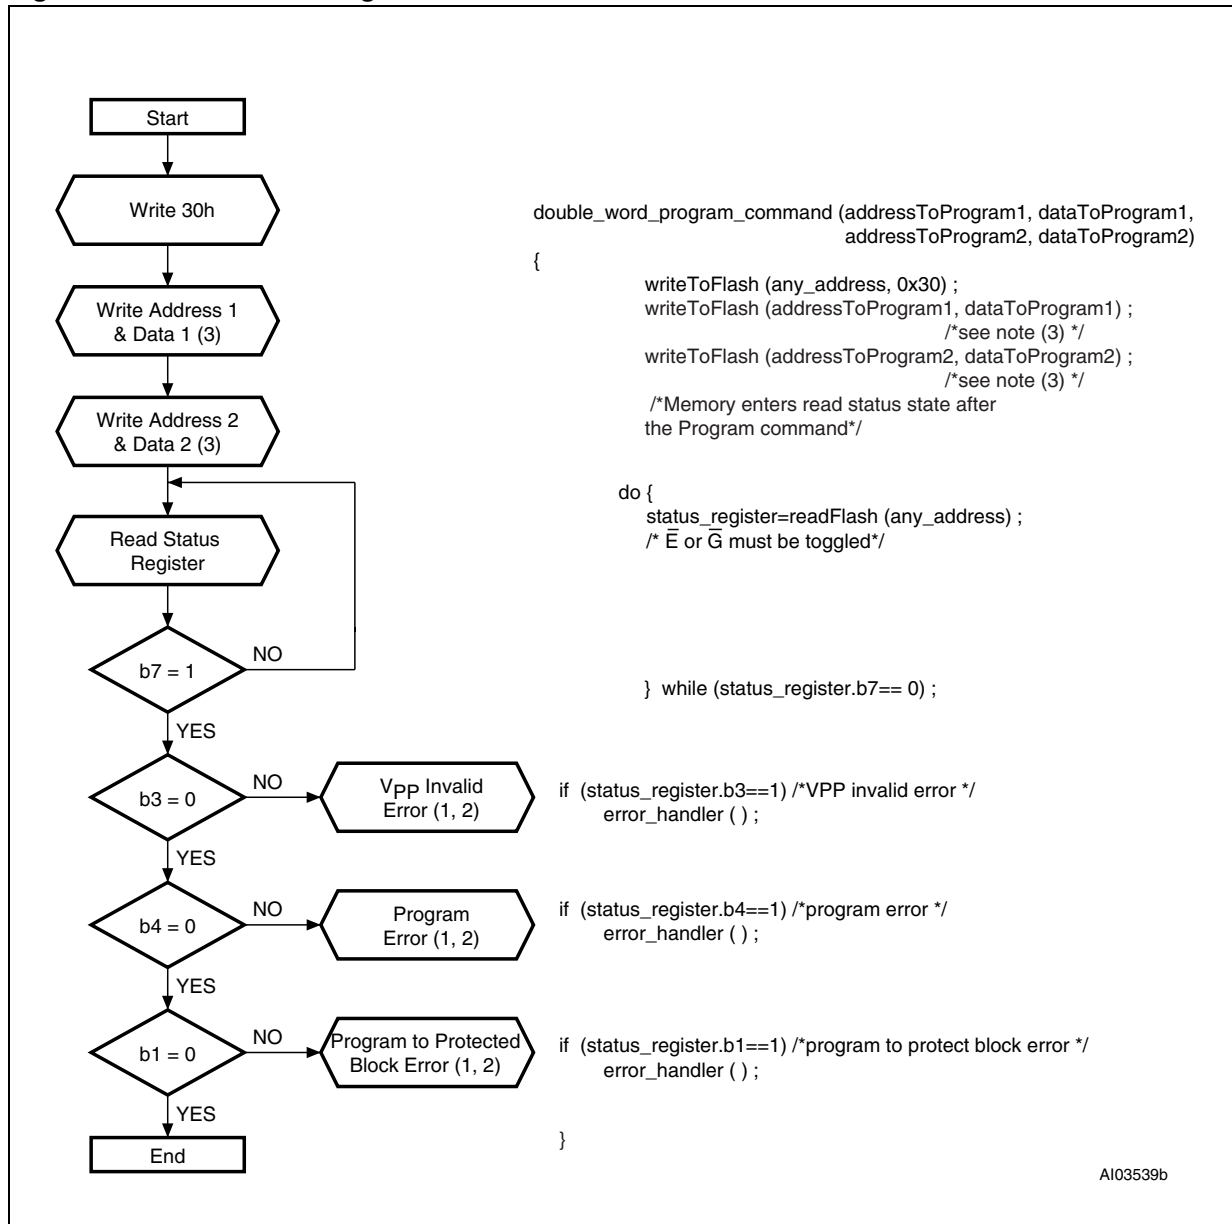 Start
Write 30h
Write Address 1
& Data 1 (3)
Write Address 2
& Data 2 (3)
Read Status
Register
b7 = 1
NO
YES
b3 = 0
NO
VPP Invalid
Error (1, 2)
YES
b4 = 0
NO
Program
Error (1, 2)
YES
b1 = 0
NO
Program to Protected
Block Error (1, 2)
YES
End
double_word_program_command (addressToProgram1, dataToProgram1,
addressToProgram2, dataToProgram2)
{
writeToFlash (any_address, 0x30) ;
writeToFlash (addressToProgram1, dataToProgram1) ;
/*see note (3) */
writeToFlash (addressToProgram2, dataToProgram2) ;
/*see note (3) */
/*Memory enters read status state after
the Program command*/
do {
status_register=readFlash (any_address) ;
/* E̅ or G̅ must be toggled*/
} while (status_register.b7== 0) ;
if (status_register.b3==1) /*VPP invalid error */
error_handler ( ) ;
if (status_register.b4==1) /*program error */
error_handler ( ) ;
if (status_register.b1==1) /*program to protect block error */
error_handler ( ) ;
}
AI03539b